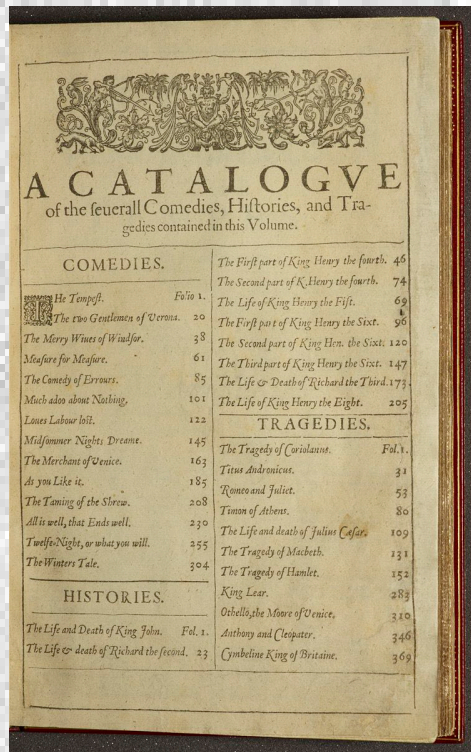 A CATALOGVE
of the ſeuerall Comedies, Hiſtories, and Tra-
gedies contained in this Volume.
COMEDIES.
THe Tempeſt. Folio 1.
The two Gentlemen of Verona. 20
The Merry Wiues of Windſor. 38
Meaſure for Meaſure. 61
The Comedy of Errours. 85
Much adoo about Nothing. 101
Loues Labour loſt. 122
Midſommer Nights Dreame. 145
The Merchant of Venice. 163
As you Like it. 185
The Taming of the Shrew. 208
All is well, that Ends well. 230
Twelfe-Night, or what you will. 255
The Winters Tale. 304
HISTORIES.
The Life and Death of King John. Fol. 1.
The Life & death of Richard the ſecond. 23
The Firſt part of King Henry the fourth. 46
The Second part of K. Henry the fourth. 74
The Life of King Henry the Fift. 69
The Firſt part of King Henry the Sixt. 96
The Second part of King Hen. the Sixt. 120
The Third part of King Henry the Sixt. 147
The Life & Death of Richard the Third. 173
The Life of King Henry the Eight. 205
TRAGEDIES.
The Tragedy of Coriolanus. Fol. 1.
Titus Andronicus. 31
Romeo and Juliet. 53
Timon of Athens. 80
The Life and death of Julius Cæſar. 109
The Tragedy of Macbeth. 131
The Tragedy of Hamlet. 152
King Lear. 283
Othello, the Moore of Venice. 310
Anthony and Cleopater. 346
Cymbeline King of Britaine. 369